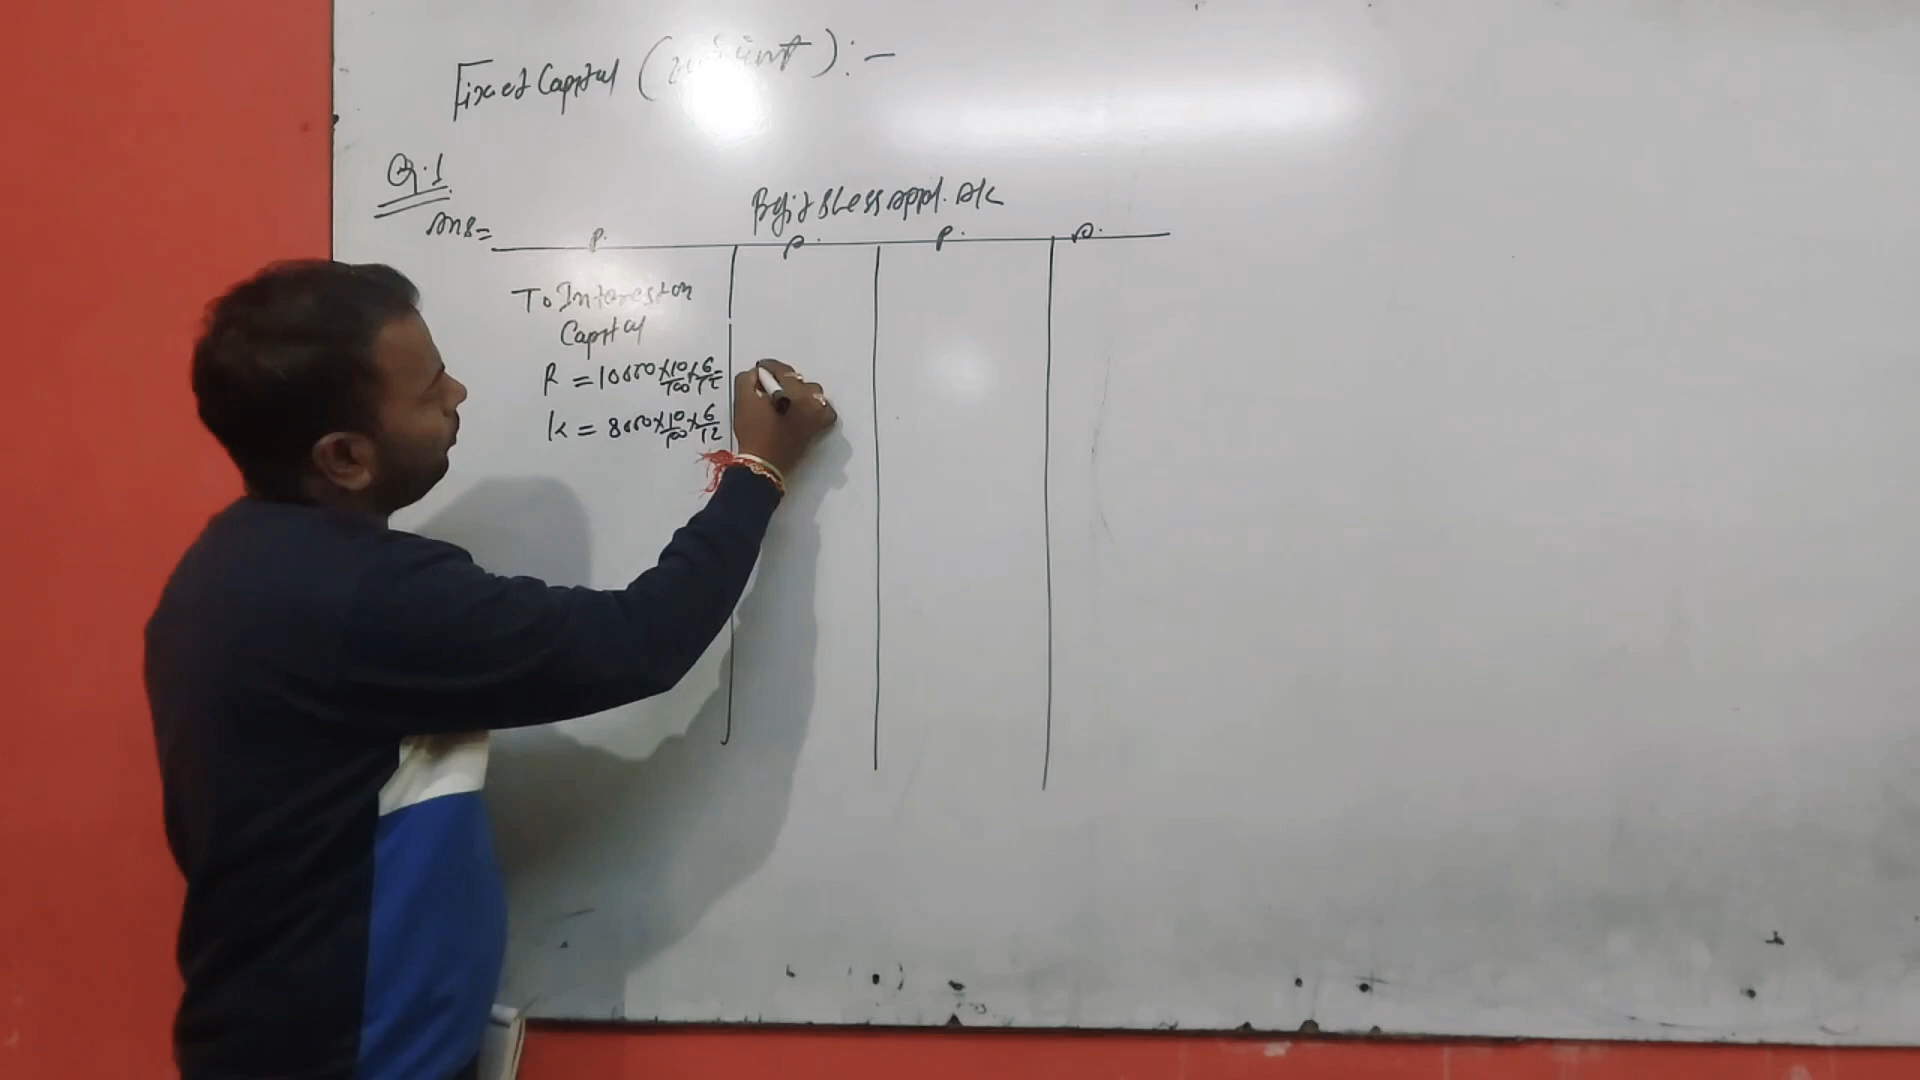 Fixed Capital ( ) : -
Q.1
Ans =
Profit & Loss appl. A/c
P. P. P. P.
To Interest on
Capital
R = 10000 × 10/100 × 6/12 =
K = 8000 × 10/100 × 6/12